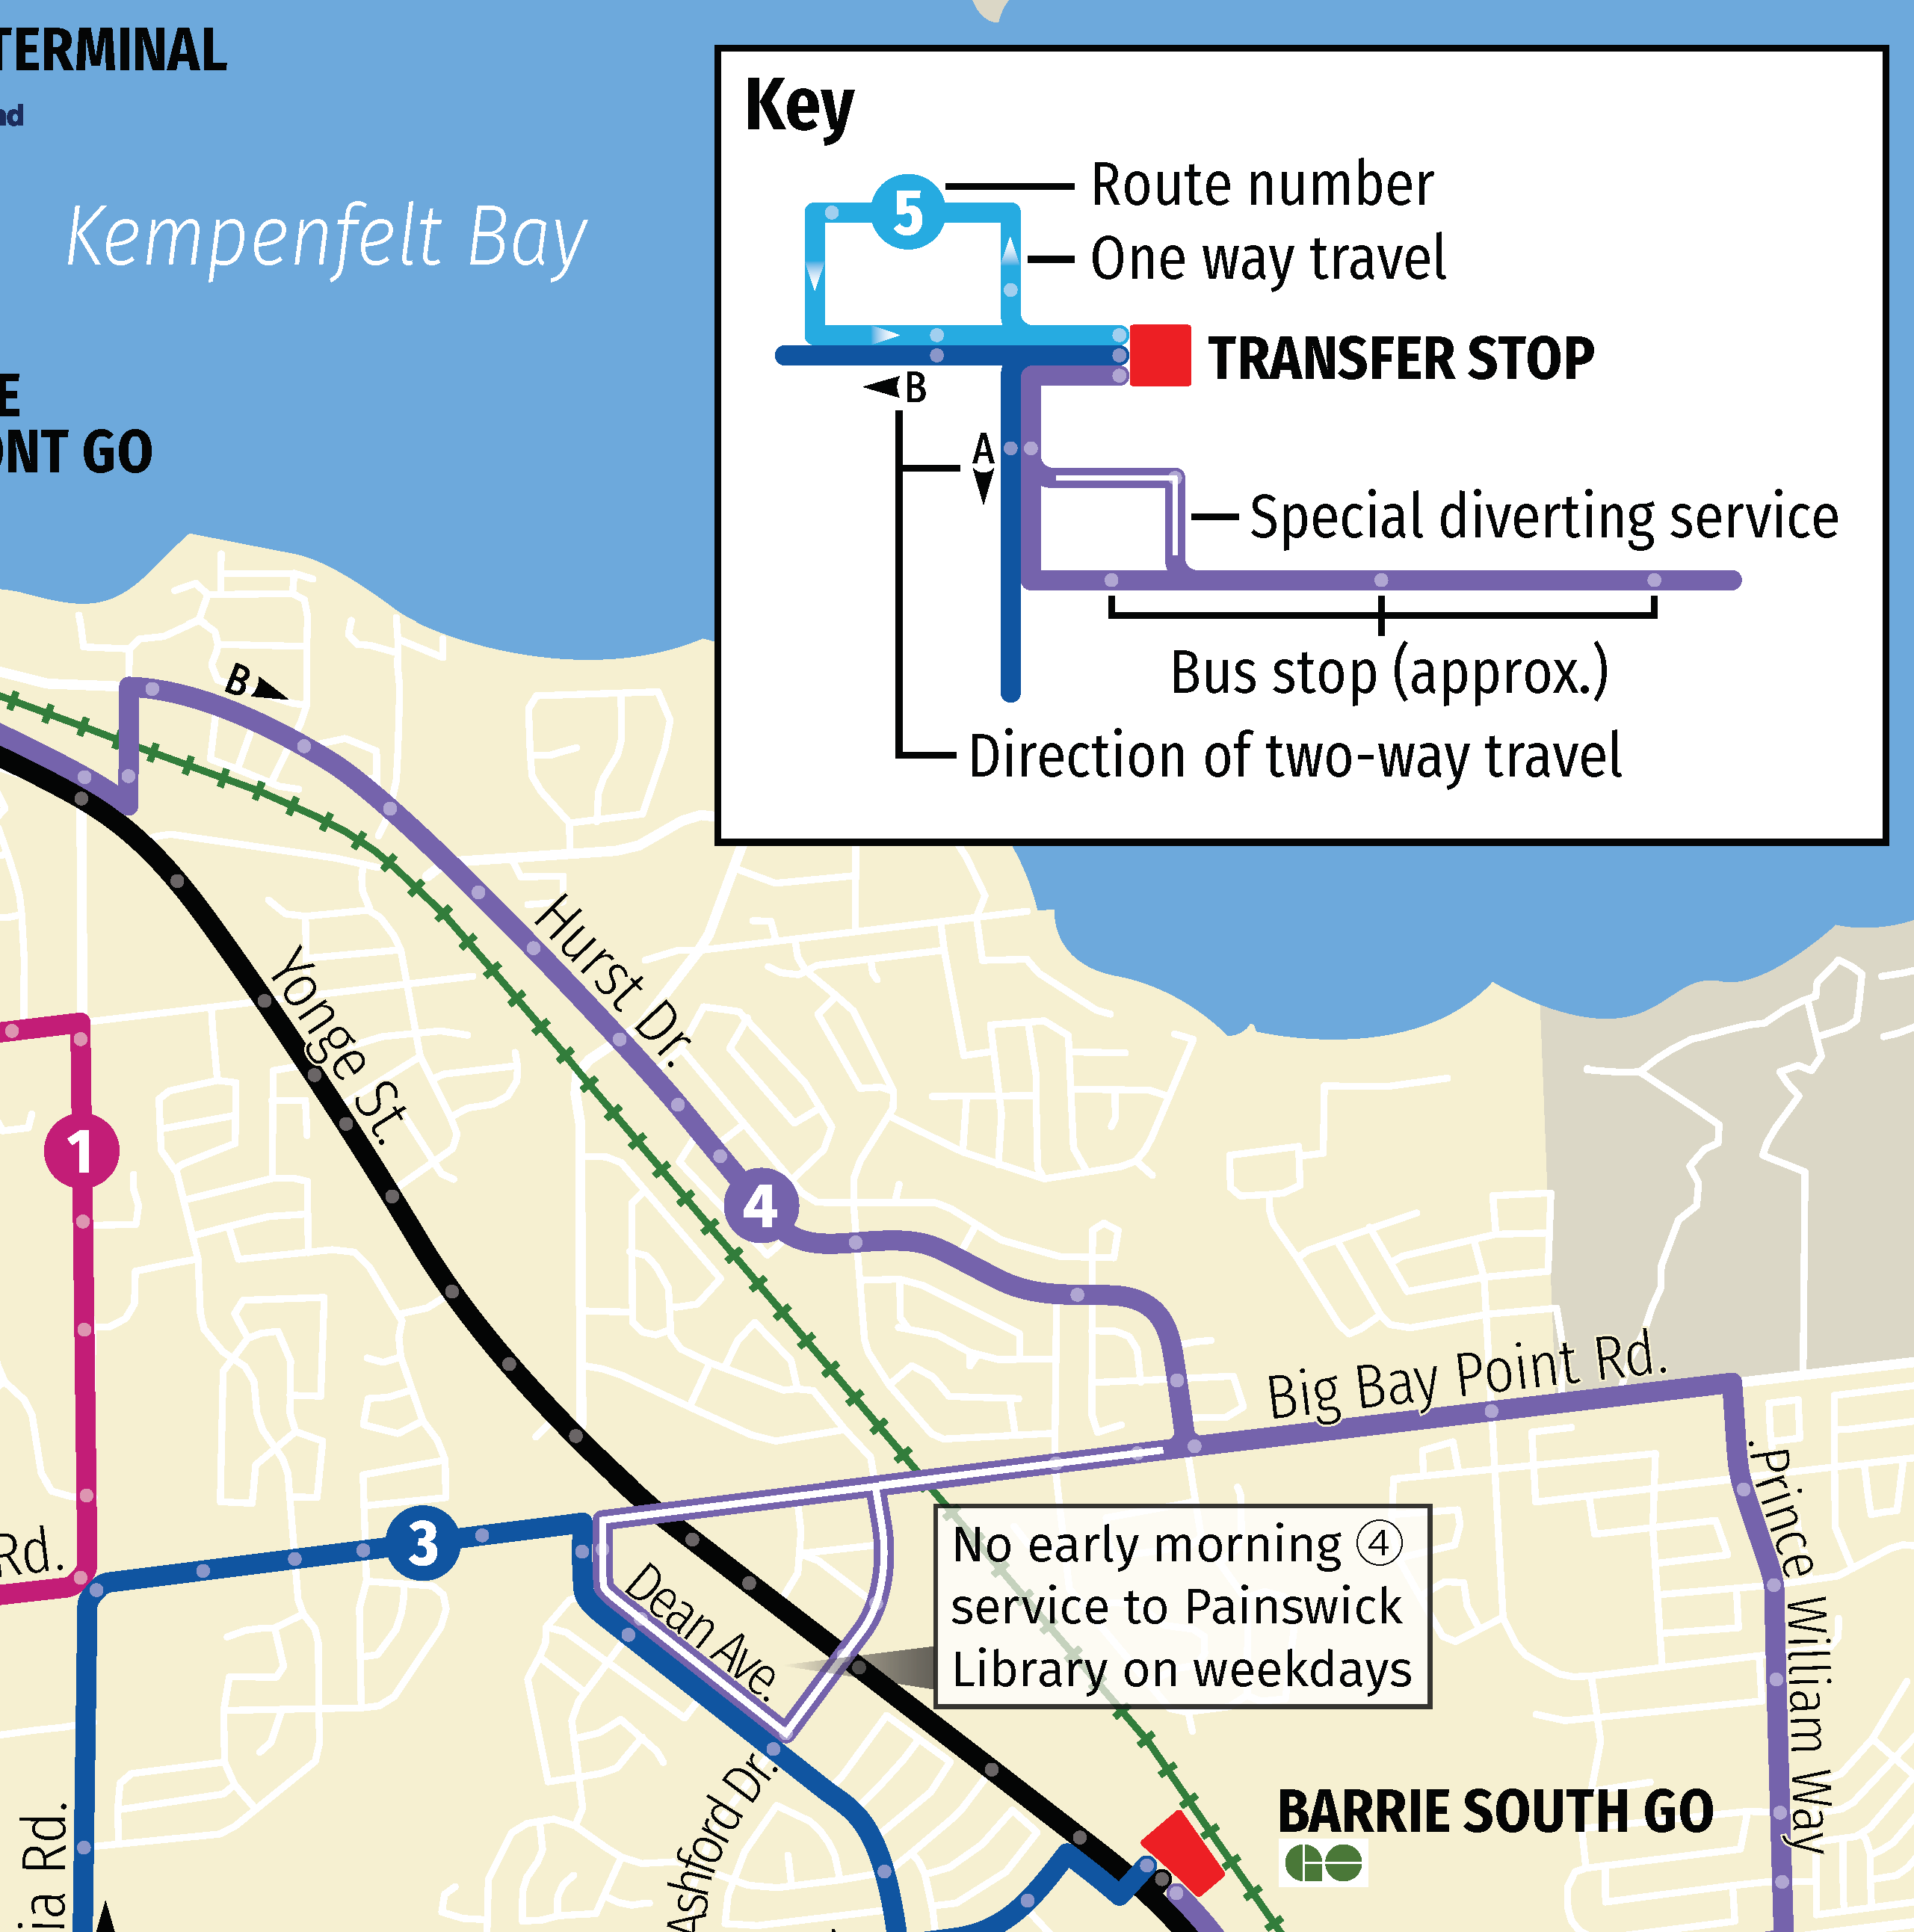 TERMINAL
nd
Kempenfelt Bay
E
ONT GO
Key
5
Route number
One way travel
TRANSFER STOP
B
A
Special diverting service
Bus stop (approx.)
Direction of two-way travel
B
Hurst Dr.
Yonge St.
1
4
Big Bay Point Rd.
Rd.
3
Dean Ave.
No early morning ④
service to Painswick
Library on weekdays
Prince William Way
BARRIE SOUTH GO
GO
Ashford Dr.
ia Rd.